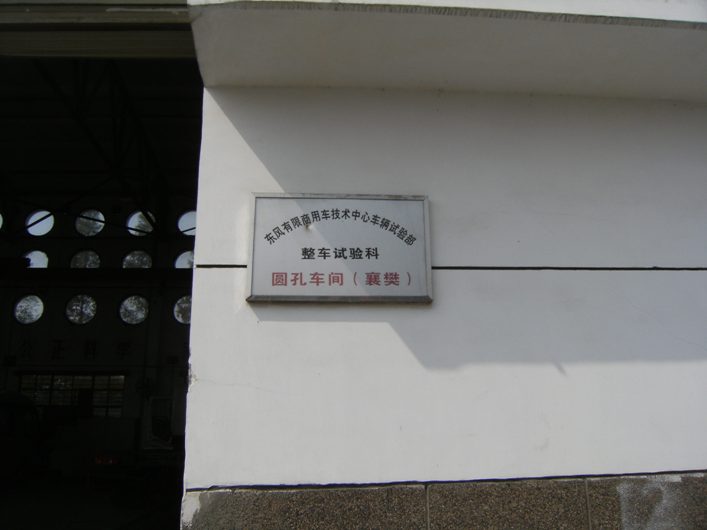 东风有限商用车技术中心车辆试验部
整车试验科
圆孔车间（襄樊）